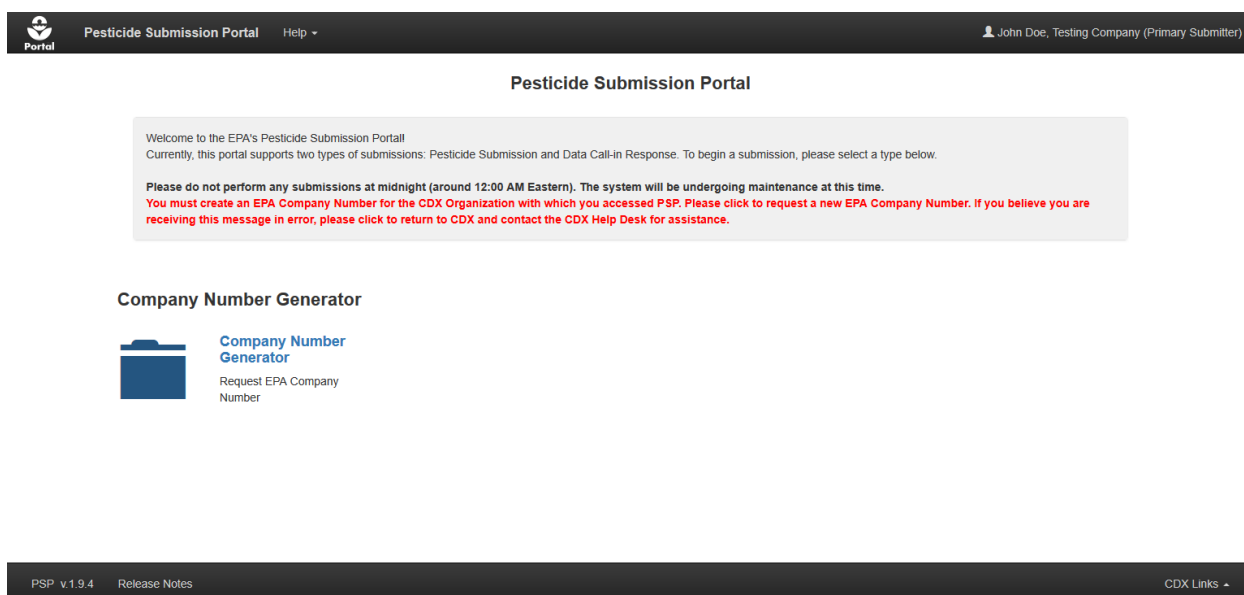 Portal
Pesticide Submission Portal Help
John Doe, Testing Company (Primary Submitter)
Pesticide Submission Portal
Welcome to the EPA's Pesticide Submission Portal!
Currently, this portal supports two types of submissions: Pesticide Submission and Data Call-in Response. To begin a submission, please select a type below.
Please do not perform any submissions at midnight (around 12:00 AM Eastern). The system will be undergoing maintenance at this time.
You must create an EPA Company Number for the CDX Organization with which you accessed PSP. Please click to request a new EPA Company Number. If you believe you are
receiving this message in error, please click to return to CDX and contact the CDX Help Desk for assistance.
Company Number Generator
Company Number
Generator
Request EPA Company
Number
PSP v.1.9.4 Release Notes
CDX Links